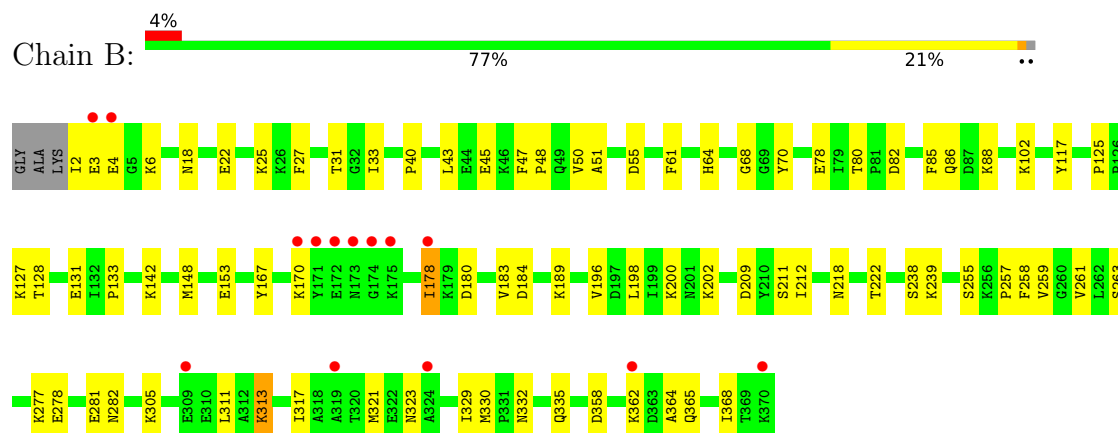 4%
Chain B:
77% 21% ••
GLY ALA LYS I2 E3 E4 G5 K6 N18 E22 K25 K26 F27 T31 G32 I33 P40 L43 E44 E45 K46 F47 P48 Q49 V50 A51 D55 F61 H64 G68 G69 Y70 E78 I79 T80 P81 D82 F85 Q86 D87 K88 K102 Y117 P125
K127 T128 E131 I132 P133 K142 M148 E153 Y167 K170 Y171 E172 N173 G174 K175 I178 K179 D180 V183 D184 K189 V196 D197 L198 I199 K200 N201 K202 D209 Y210 S211 I212 N218 T222 S238 K239 S255 K256 P257 F258 V259 G260 V261 L262 S263
K277 E278 E281 N282 K305 E309 E310 L311 A312 K313 I317 A318 A319 T320 M321 E322 N323 A324 I329 M330 P331 N332 Q335 D358 K362 D363 A364 Q365 I368 T369 K370